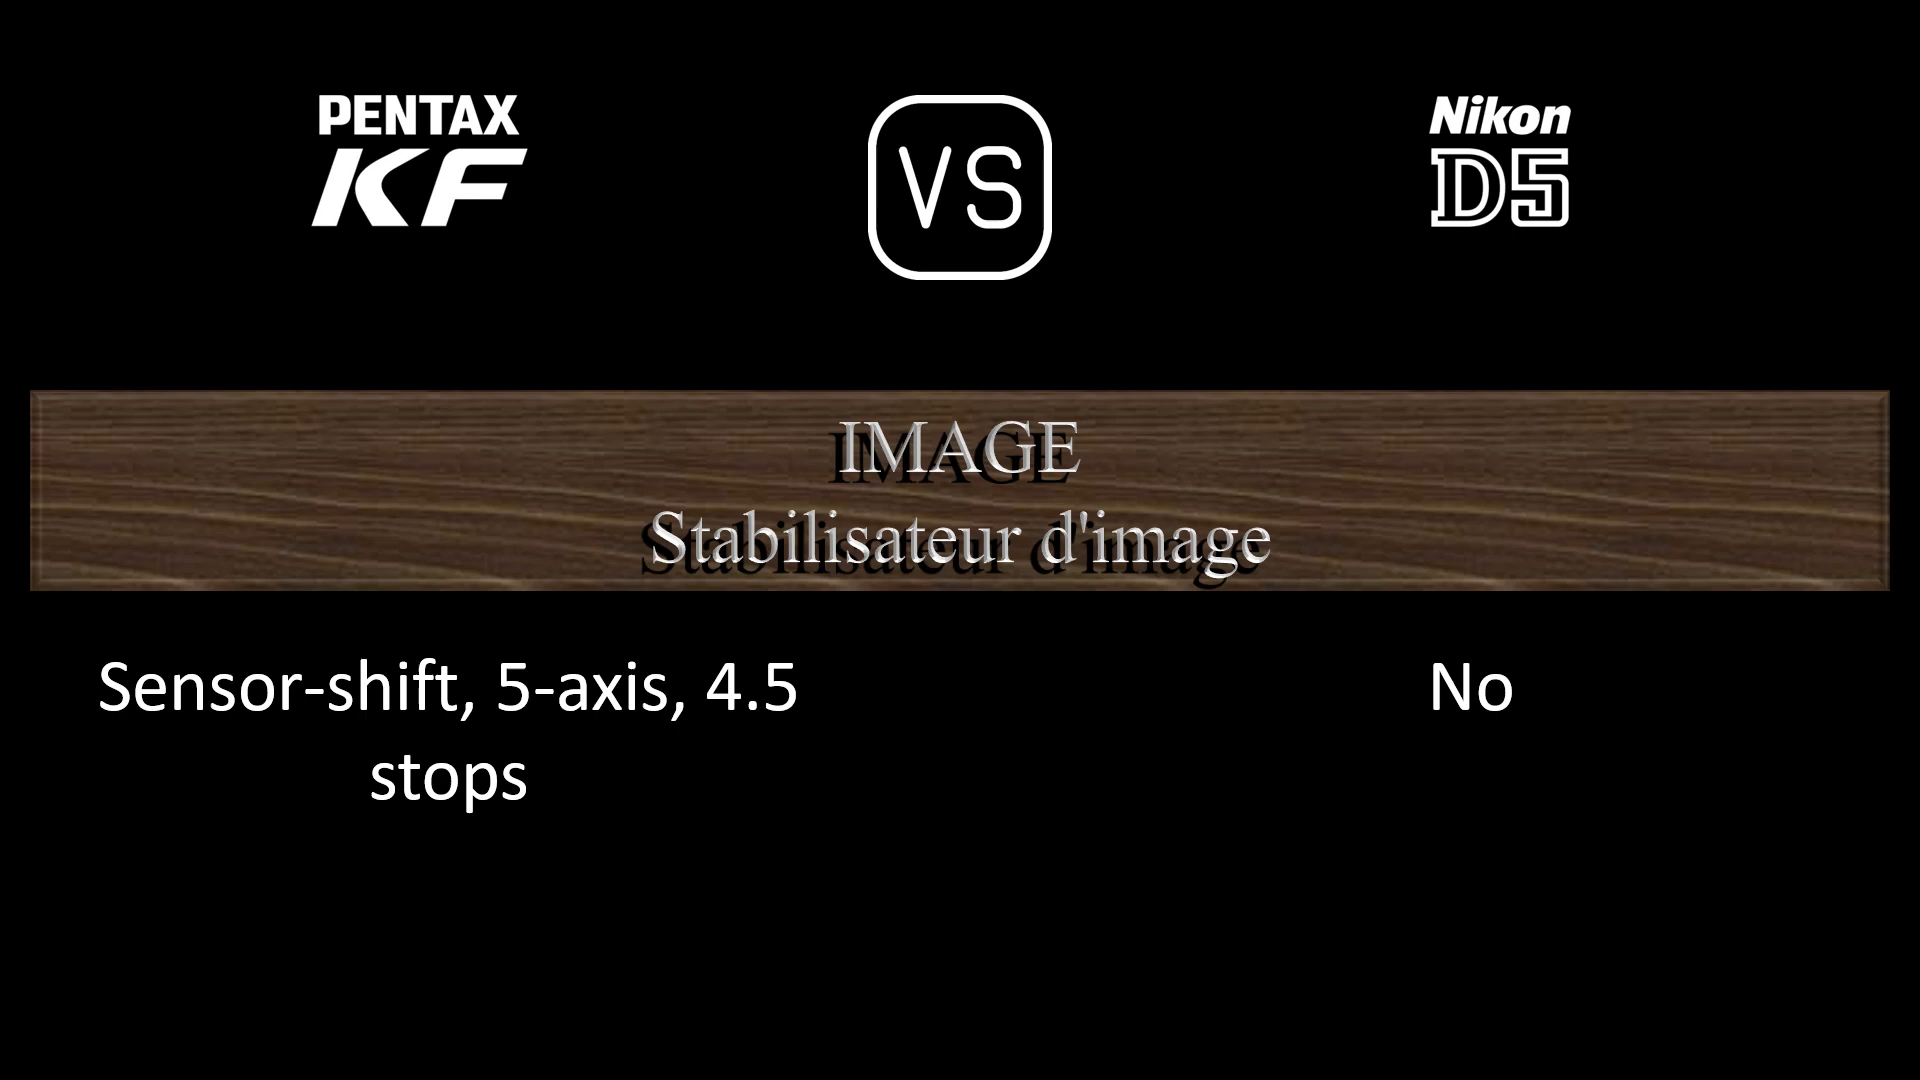 PENTAX
KF
VS
Nikon
D5
IMAGE
Stabilisateur d'image
Sensor-shift, 5-axis, 4.5
stops
No